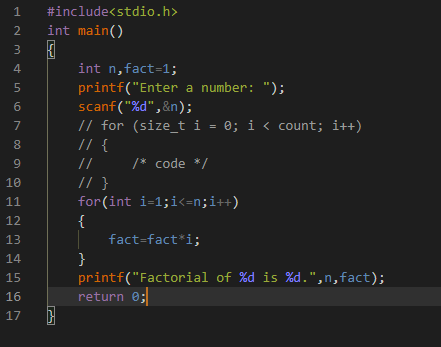 1 #include<stdio.h>
2 int main()
3 {
4     int n,fact=1;
5     printf("Enter a number: ");
6     scanf("%d",&n);
7     // for (size_t i = 0; i < count; i++)
8     // {
9     //     /* code */
10     // }
11     for(int i=1;i<=n;i++)
12     {
13         fact=fact*i;
14     }
15     printf("Factorial of %d is %d.",n,fact);
16     return 0;
17 }